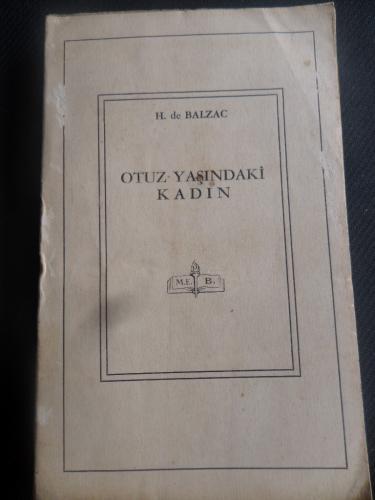 H. de BALZAC
OTUZ YAŞINDAKİ
KADIN
M.E. B.